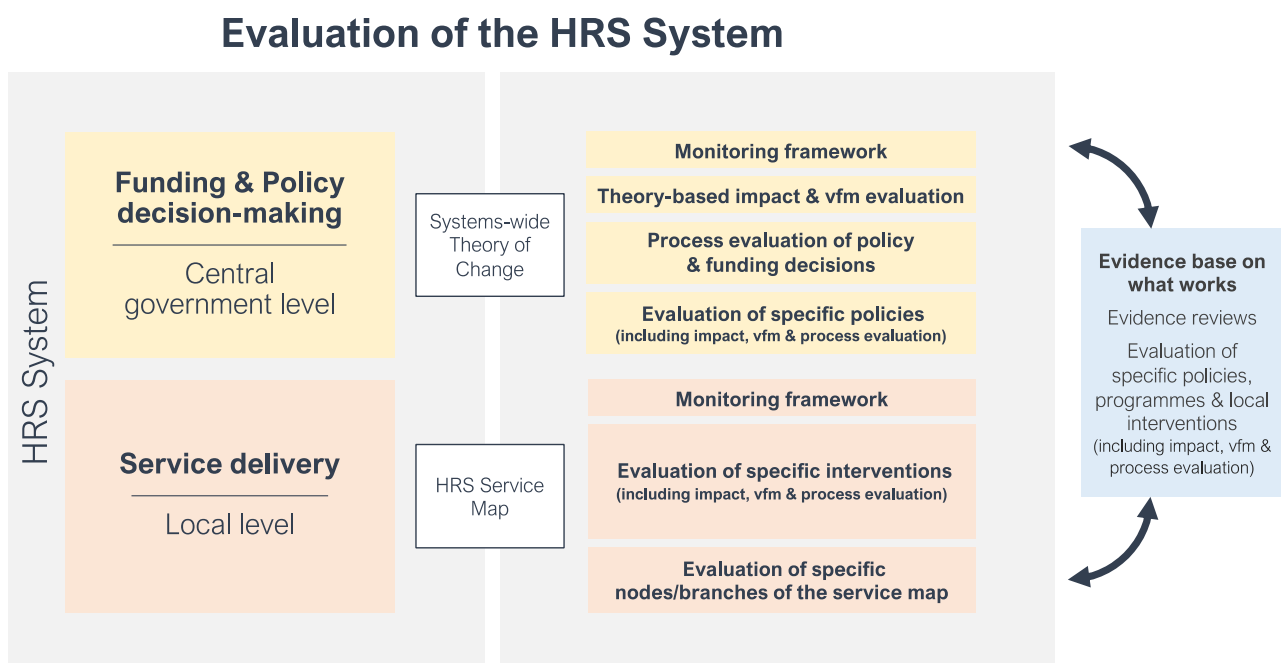 Evaluation of the HRS System
HRS System
Funding & Policy
decision-making
Central
government level
Systems-wide
Theory of
Change
Monitoring framework
Theory-based impact & vfm evaluation
Process evaluation of policy
& funding decisions
Evaluation of specific policies
(including impact, vfm & process evaluation)
Service delivery
Local level
HRS Service
Map
Monitoring framework
Evaluation of specific interventions
(including impact, vfm & process evaluation)
Evaluation of specific
nodes/branches of the service map
Evidence base on
what works
Evidence reviews
Evaluation of
specific policies,
programmes & local
interventions
(including impact, vfm &
process evaluation)